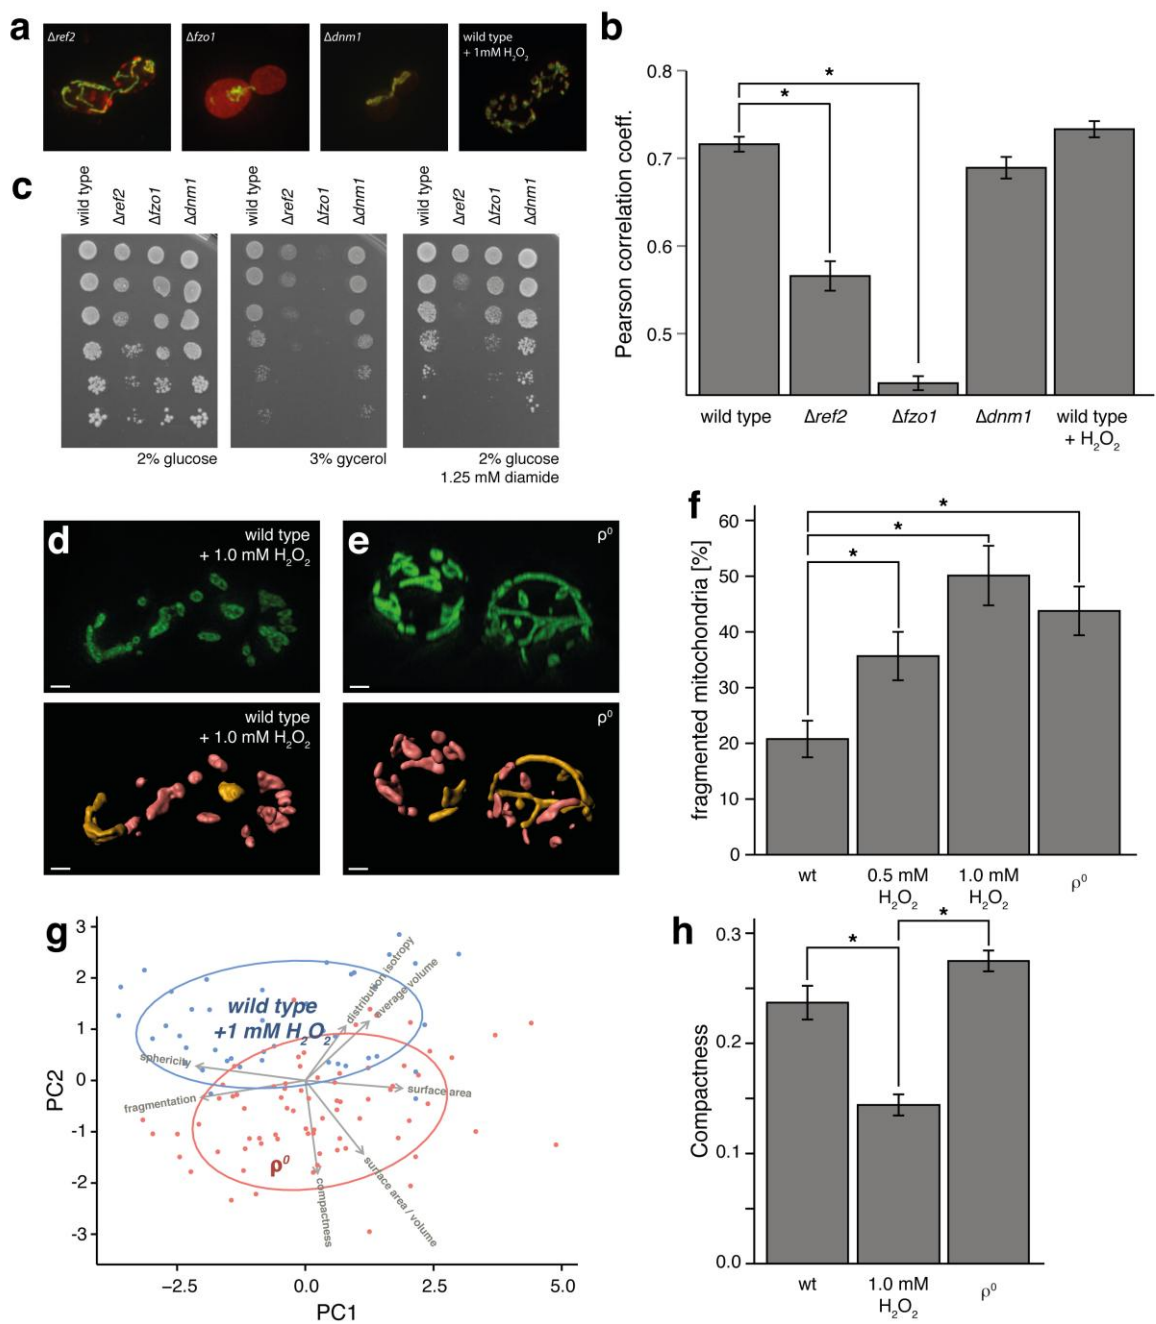 a
Δref2
Δfzo1
Δdnm1
wild type
+ 1mM H₂O₂
b
Pearson correlation coeff.
0.8
0.7
0.6
0.5
*
*
wild type
Δref2
Δfzo1
Δdnm1
wild type
+ H₂O₂
c
wild type
Δref2
Δfzo1
Δdnm1
wild type
Δref2
Δfzo1
Δdnm1
wild type
Δref2
Δfzo1
Δdnm1
2% glucose
3% gycerol
2% glucose
1.25 mM diamide
d
wild type
+ 1.0 mM H₂O₂
wild type
+ 1.0 mM H₂O₂
e
ρ⁰
ρ⁰
f
fragmented mitochondria [%]
60
50
40
30
20
10
0
*
*
*
wt
0.5 mM
H₂O₂
1.0 mM
H₂O₂
ρ⁰
g
PC2
3
2
1
0
-1
-2
-3
wild type
+1 mM H₂O₂
distribution isotropy
average volume
sphericity
fragmentation
surface area
surface area / volume
compactness
ρ⁰
−2.5
0.0
2.5
5.0
PC1
h
Compactness
0.3
0.2
0.1
0.0
*
*
wt
1.0 mM
H₂O₂
ρ⁰